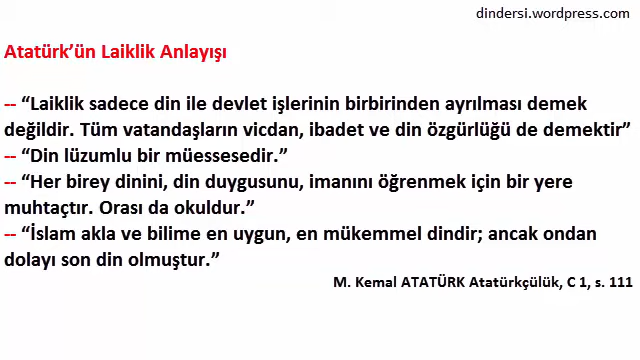 dindersi.wordpress.com
Atatürk’ün Laiklik Anlayışı
-- “Laiklik sadece din ile devlet işlerinin birbirinden ayrılması demek
değildir. Tüm vatandaşların vicdan, ibadet ve din özgürlüğü de demektir”
-- “Din lüzumlu bir müessesedir.”
-- “Her birey dinini, din duygusunu, imanını öğrenmek için bir yere
muhtaçtır. Orası da okuldur.”
-- “İslam akla ve bilime en uygun, en mükemmel dindir; ancak ondan
dolayı son din olmuştur.”
M. Kemal ATATÜRK Atatürkçülük, C 1, s. 111